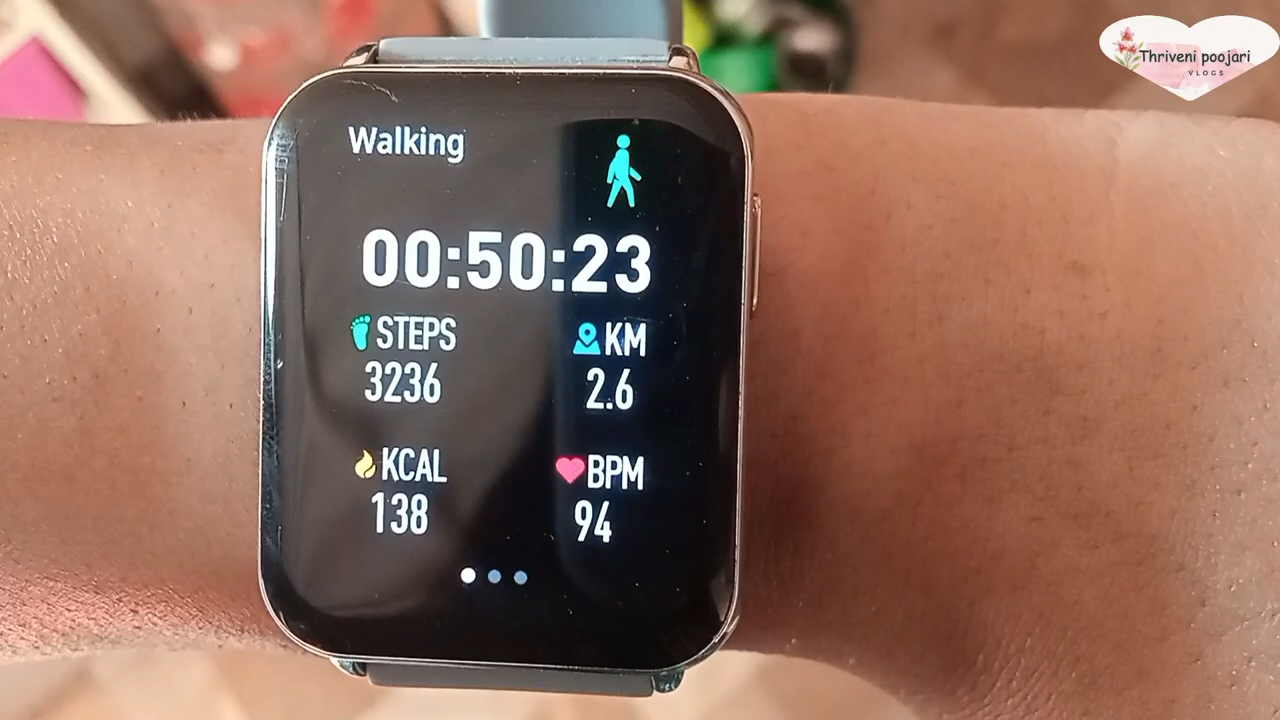 Thriveni poojari
VLOGS
Walking
00:50:23
STEPS
3236
KM
2.6
KCAL
138
BPM
94